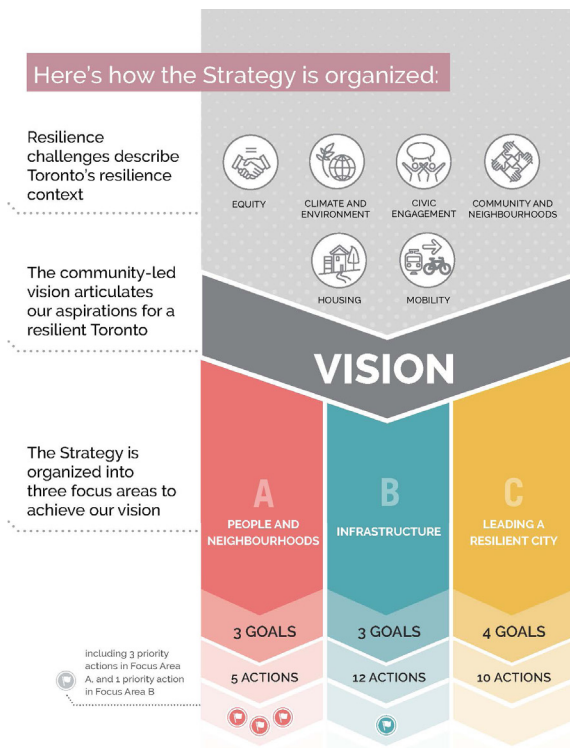 Here's how the Strategy is organized:
Resilience
challenges describe
Toronto's resilience
context
EQUITY
CLIMATE AND
ENVIRONMENT
CIVIC
ENGAGEMENT
COMMUNITY AND
NEIGHBOURHOODS
HOUSING
MOBILITY
The community-led
vision articulates
our aspirations for a
resilient Toronto
VISION
The Strategy is
organized into
three focus areas to
achieve our vision
A
PEOPLE AND
NEIGHBOURHOODS
B
INFRASTRUCTURE
C
LEADING A
RESILIENT CITY
3 GOALS
3 GOALS
4 GOALS
including 3 priority
actions in Focus Area
A, and 1 priority action
in Focus Area B
5 ACTIONS
12 ACTIONS
10 ACTIONS